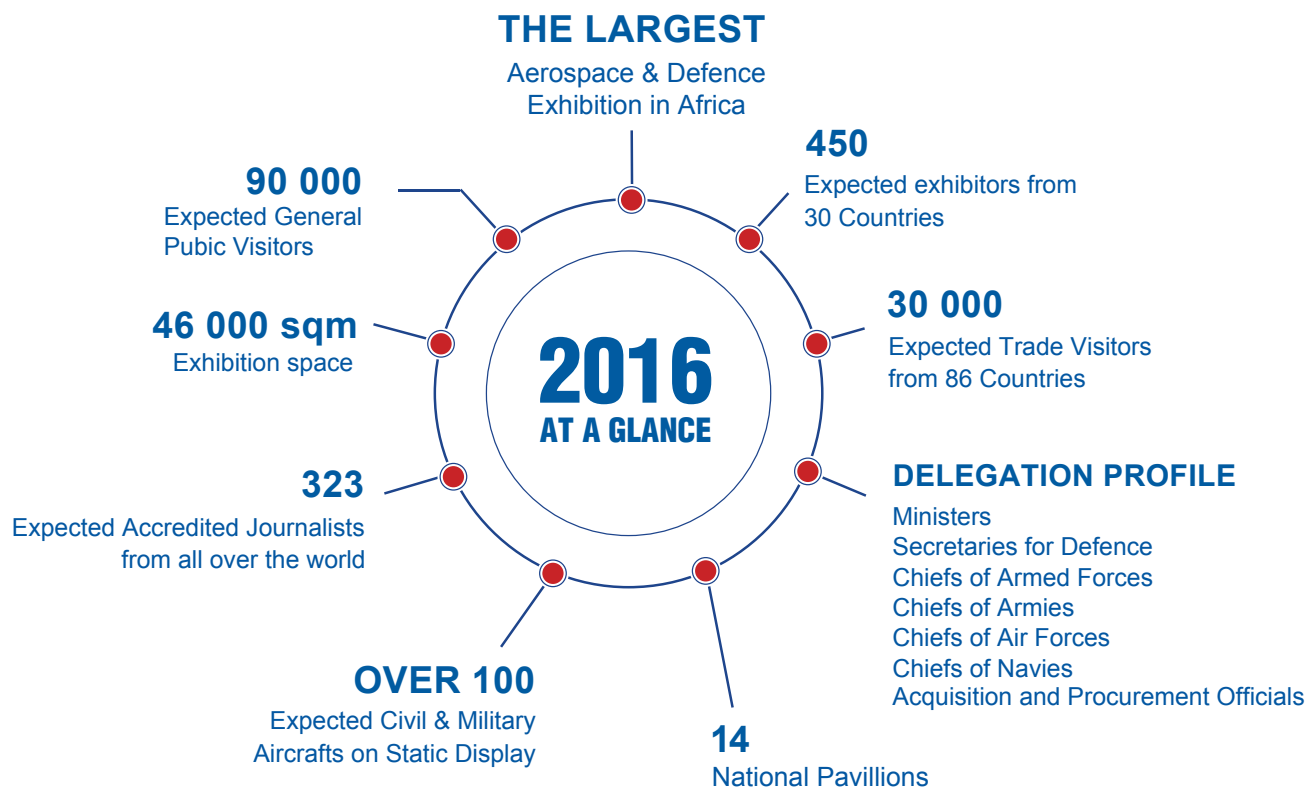 THE LARGEST
Aerospace & Defence
Exhibition in Africa
450
Expected exhibitors from
30 Countries
30 000
Expected Trade Visitors
from 86 Countries
DELEGATION PROFILE
Ministers
Secretaries for Defence
Chiefs of Armed Forces
Chiefs of Armies
Chiefs of Air Forces
Chiefs of Navies
Acquisition and Procurement Officials
14
National Pavillions
OVER 100
Expected Civil & Military
Aircrafts on Static Display
323
Expected Accredited Journalists
from all over the world
46 000 sqm
Exhibition space
90 000
Expected General
Pubic Visitors
2016
AT A GLANCE